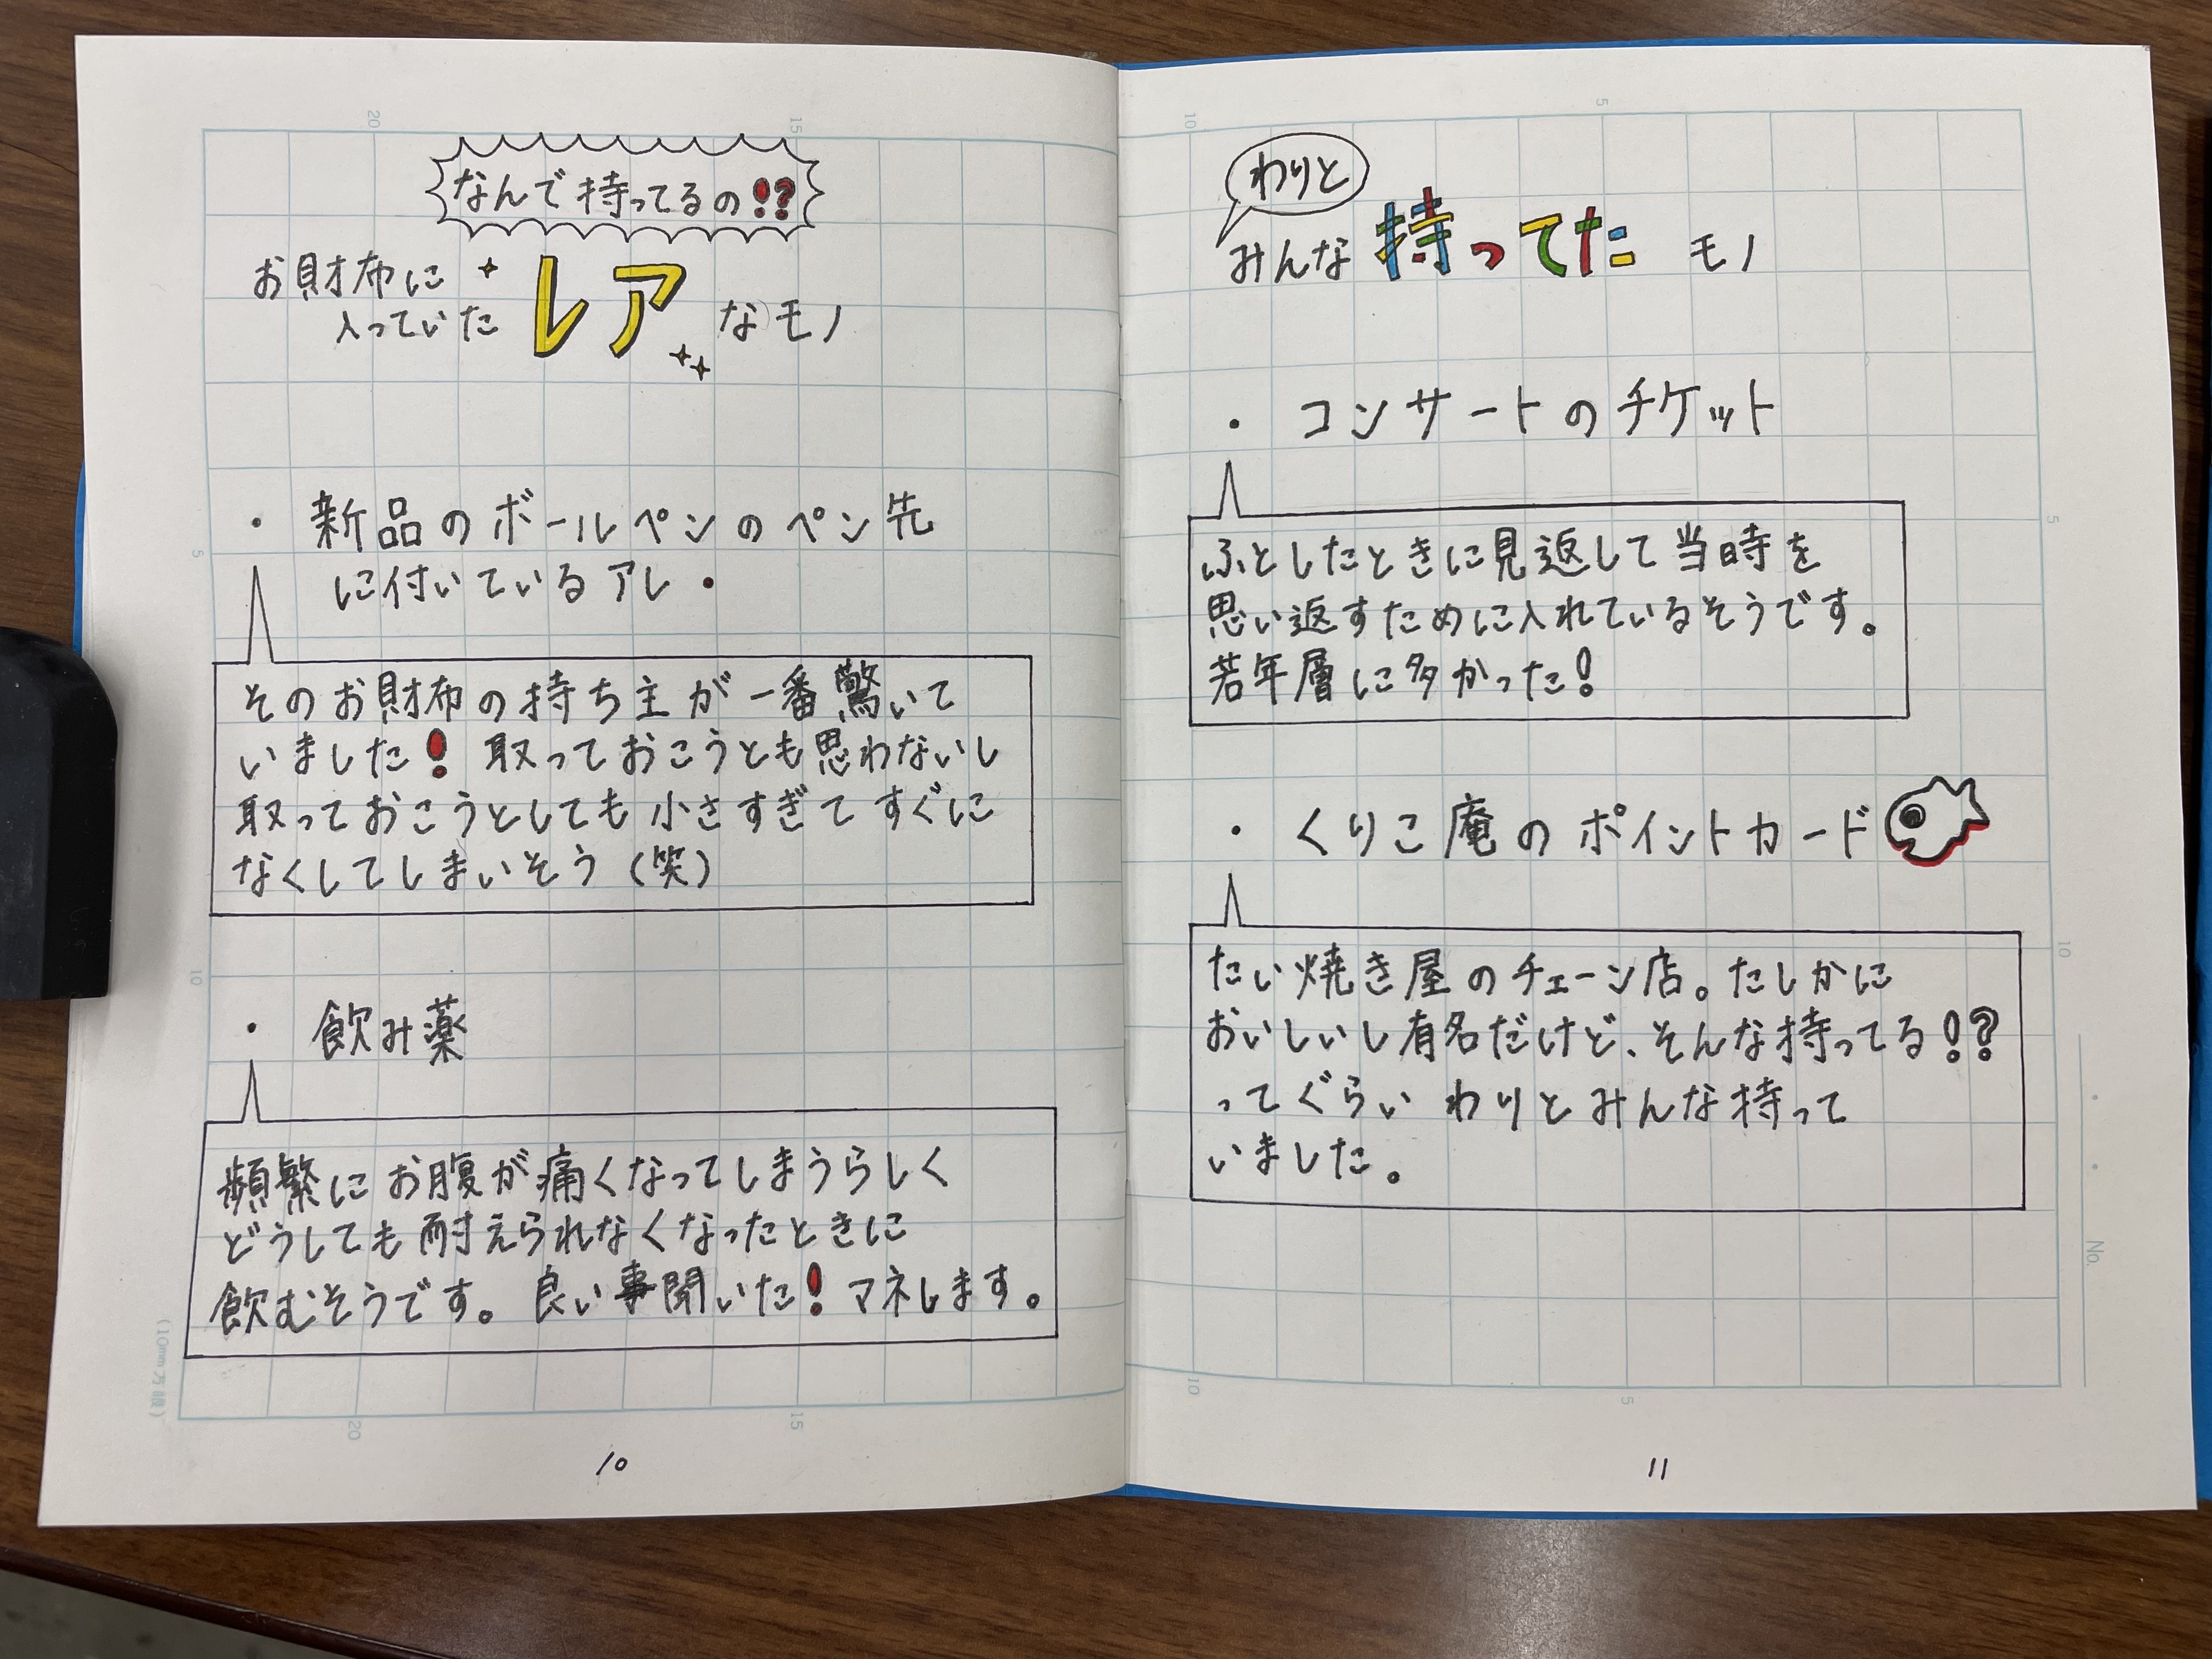 なんで持ってるの!?
お財布に
入っていた
レア
なモノ
・新品のボールペンのペン先
に付いているアレ・
そのお財布の持ち主が一番驚いて
いました! 取っておこうとも思わないし
取っておこうとしても小さすぎてすぐに
なくしてしまいそう(笑)
・飲み薬
頻繁にお腹が痛くなってしまうらしく
どうしても耐えられなくなったときに
飲むそうです。良い事聞いた! マネします。
10
わりと
みんな 持ってた モノ
・コンサートのチケット
ふとしたときに見返して当時を
思い返すために入れているそうです。
若年層に多かった!
・くりこ庵のポイントカード
たい焼き屋のチェーン店。たしかに
おいしいし有名だけど、そんな持ってる!?
ってぐらい わりとみんな持って
いました。
11
20
15
10
5
5
10
5
10
20
15
10
5
No.
(10mm方眼)